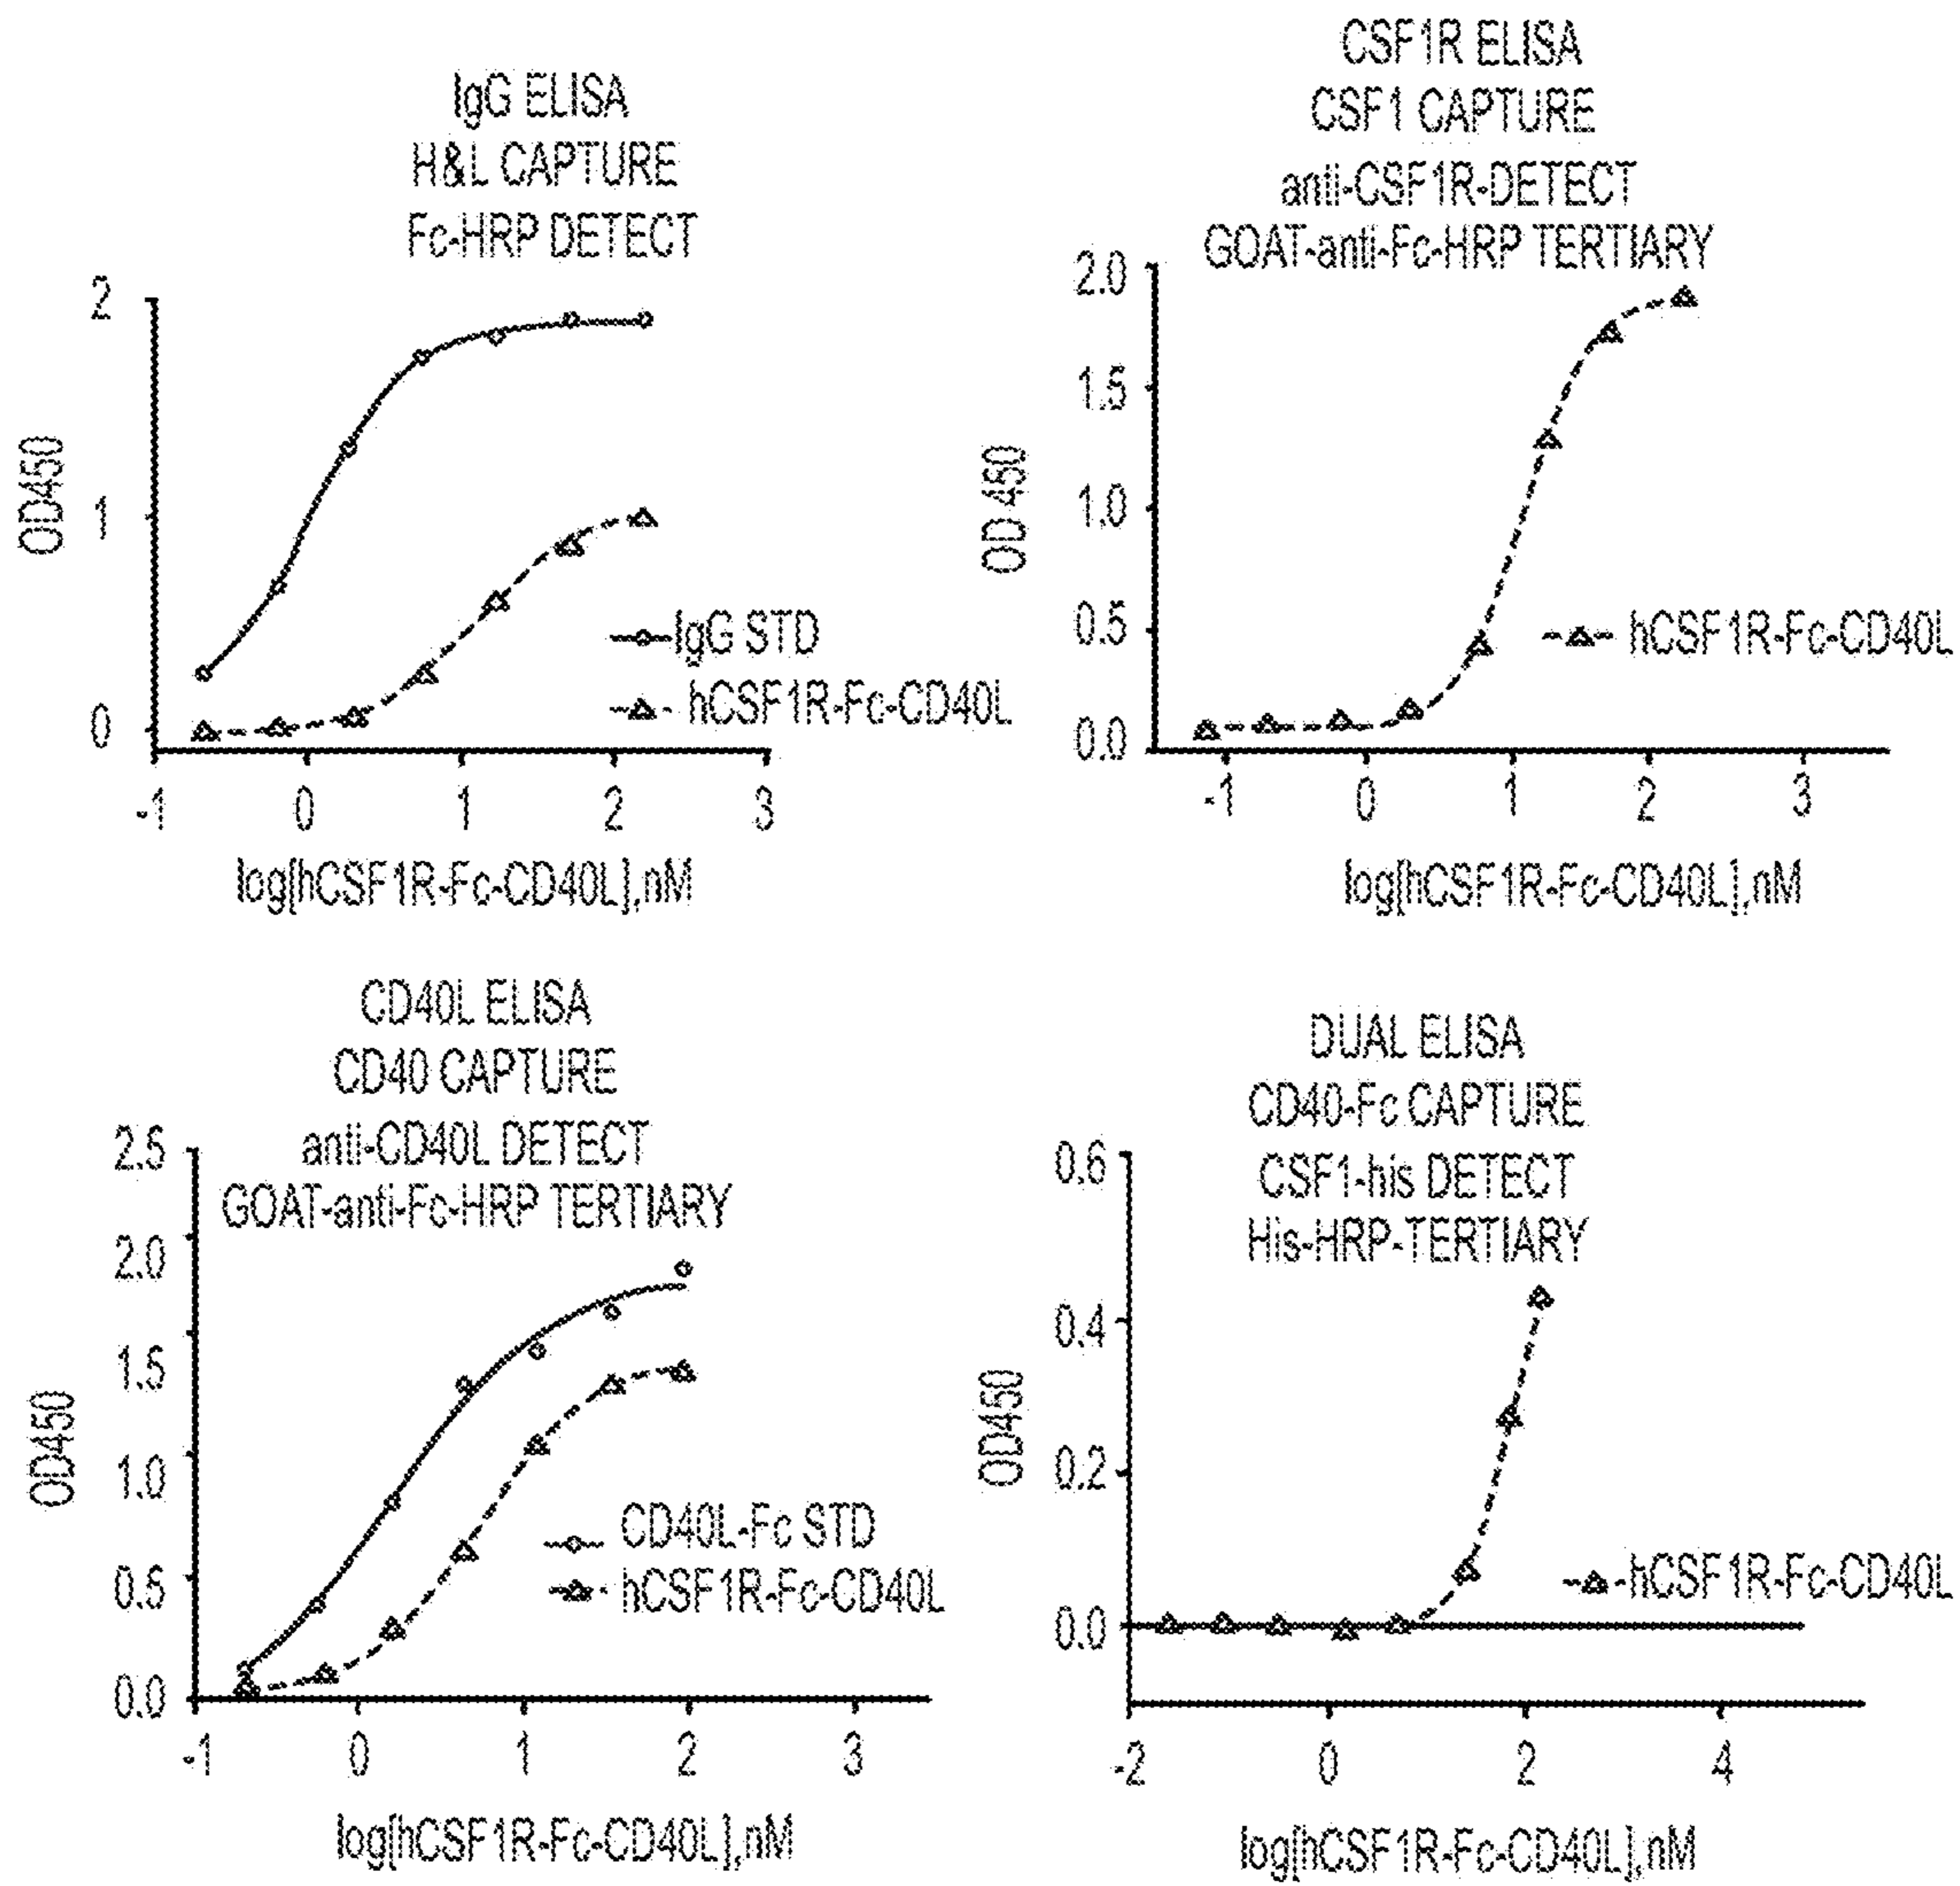 IgG ELISA
H&L CAPTURE
Fc-HRP DETECT
2
1
0
OD450
-1 0 1 2 3
log[hCSF1R-Fc-CD40L],nM
IgG STD
hCSF1R-Fc-CD40L
CSF1R ELISA
CSF1 CAPTURE
anti-CSF1R-DETECT
GOAT-anti-Fc-HRP TERTIARY
2.0
1.5
1.0
0.5
0.0
OD 450
-1 0 1 2 3
log[hCSF1R-Fc-CD40L],nM
hCSF1R-Fc-CD40L
CD40L ELISA
CD40 CAPTURE
anti-CD40L DETECT
GOAT-anti-Fc-HRP TERTIARY
2.5
2.0
1.5
1.0
0.5
0.0
OD450
-1 0 1 2 3
log[hCSF1R-Fc-CD40L],nM
CD40L-Fc STD
hCSF1R-Fc-CD40L
DUAL ELISA
CD40-Fc CAPTURE
CSF1-his DETECT
His-HRP-TERTIARY
0.6
0.4
0.2
0.0
OD450
-2 0 2 4
log[hCSF1R-Fc-CD40L],nM
hCSF1R-Fc-CD40L